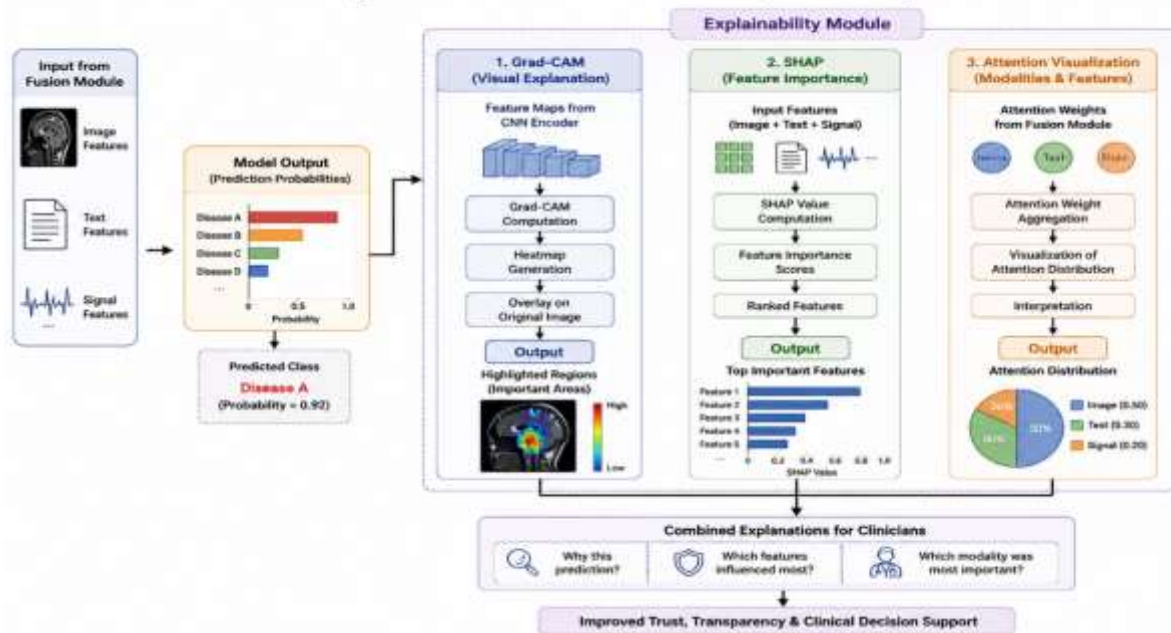 Explainability Module
Input from
Fusion Module
Image
Features
Text
Features
Signal
Features
...
Model Output
(Prediction Probabilities)
Disease A
Disease B
Disease C
Disease D
...
0
0.5
1.0
Probability
Predicted Class
Disease A
(Probability = 0.92)
1. Grad-CAM
(Visual Explanation)
Feature Maps from
CNN Encoder
Grad-CAM
Computation
Heatmap
Generation
Overlay on
Original Image
Output
Highlighted Regions
(Important Areas)
High
Low
2. SHAP
(Feature Importance)
Input Features
(Image + Text + Signal)
...
SHAP Value
Computation
Feature Importance
Scores
Ranked Features
Output
Top Important Features
Feature 1
Feature 2
Feature 3
Feature 4
Feature 5
...
0
0.2
0.4
0.6
0.8
1.0
SHAP Value
3. Attention Visualization
(Modalities & Features)
Attention Weights
from Fusion Module
Text
Attention Weight
Aggregation
Visualization of
Attention Distribution
Interpretation
Output
Attention Distribution
Image (0.50)
Text (0.30)
Signal (0.20)
Combined Explanations for Clinicians
Why this
prediction?
Which features
influenced most?
Which modality was
most important?
Improved Trust, Transparency & Clinical Decision Support